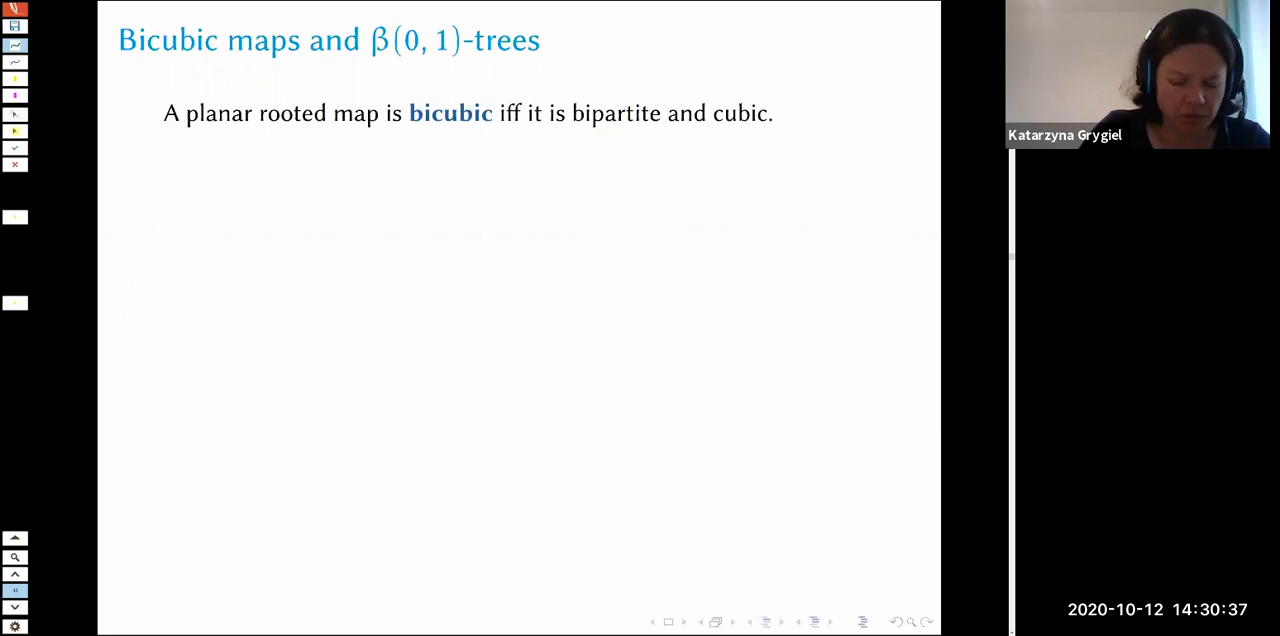 Bicubic maps and β(0, 1)-trees
A planar rooted map is bicubic iff it is bipartite and cubic.
Katarzyna Grygiel
2020-10-12 14:30:37